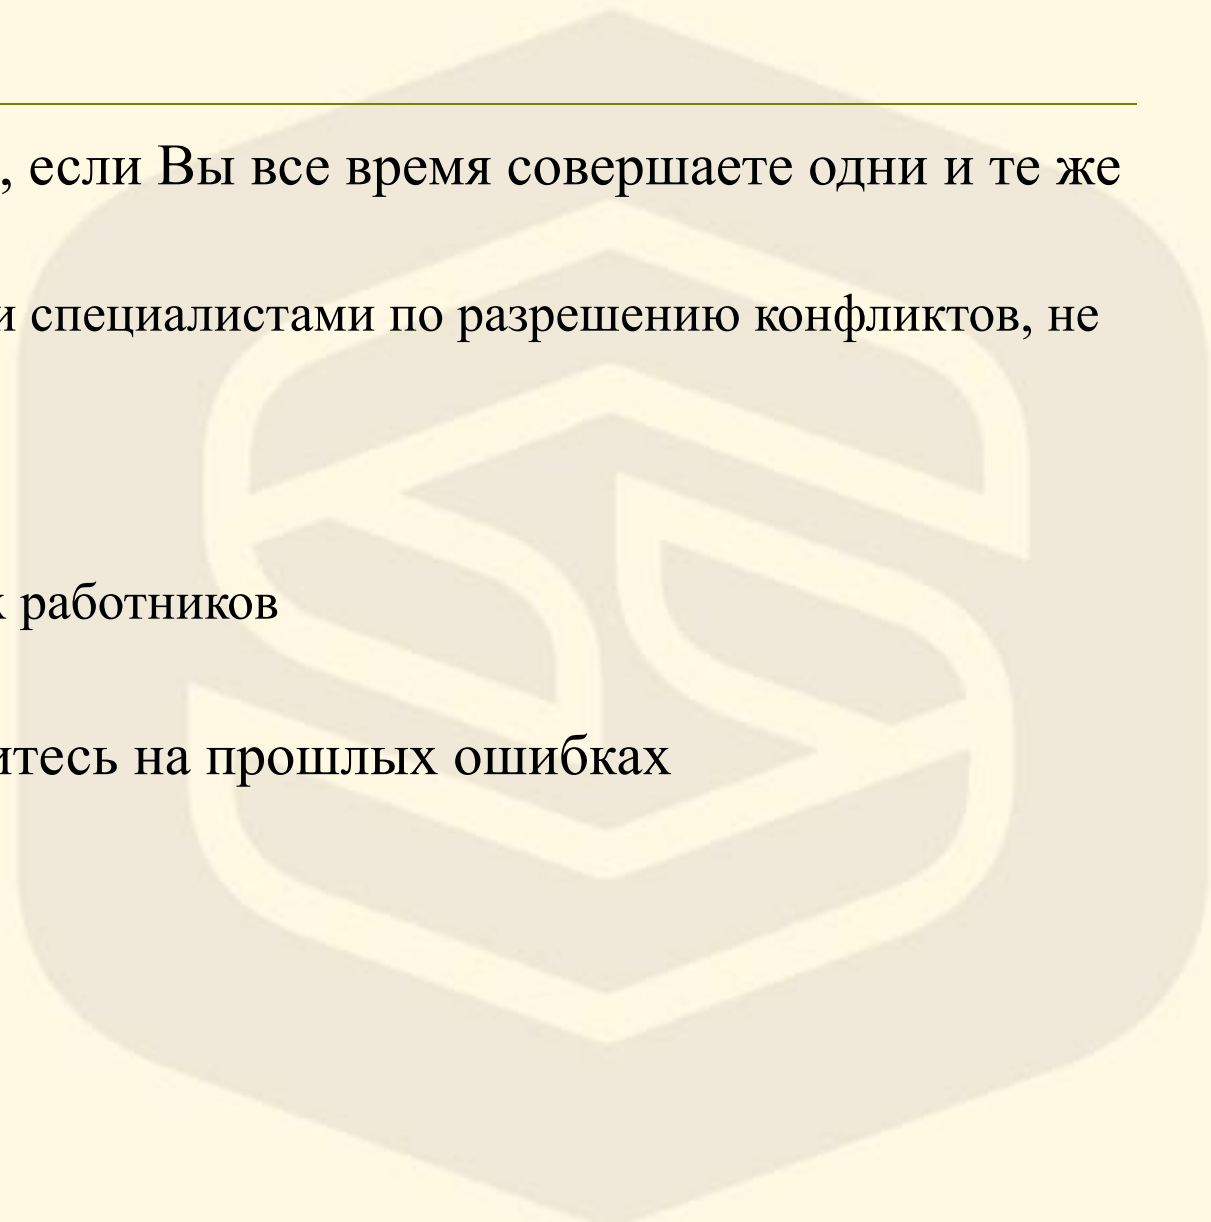 , если Вы все время совершаете одни и те же
и специалистами по разрешению конфликтов, не
х работников
итесь на прошлых ошибках